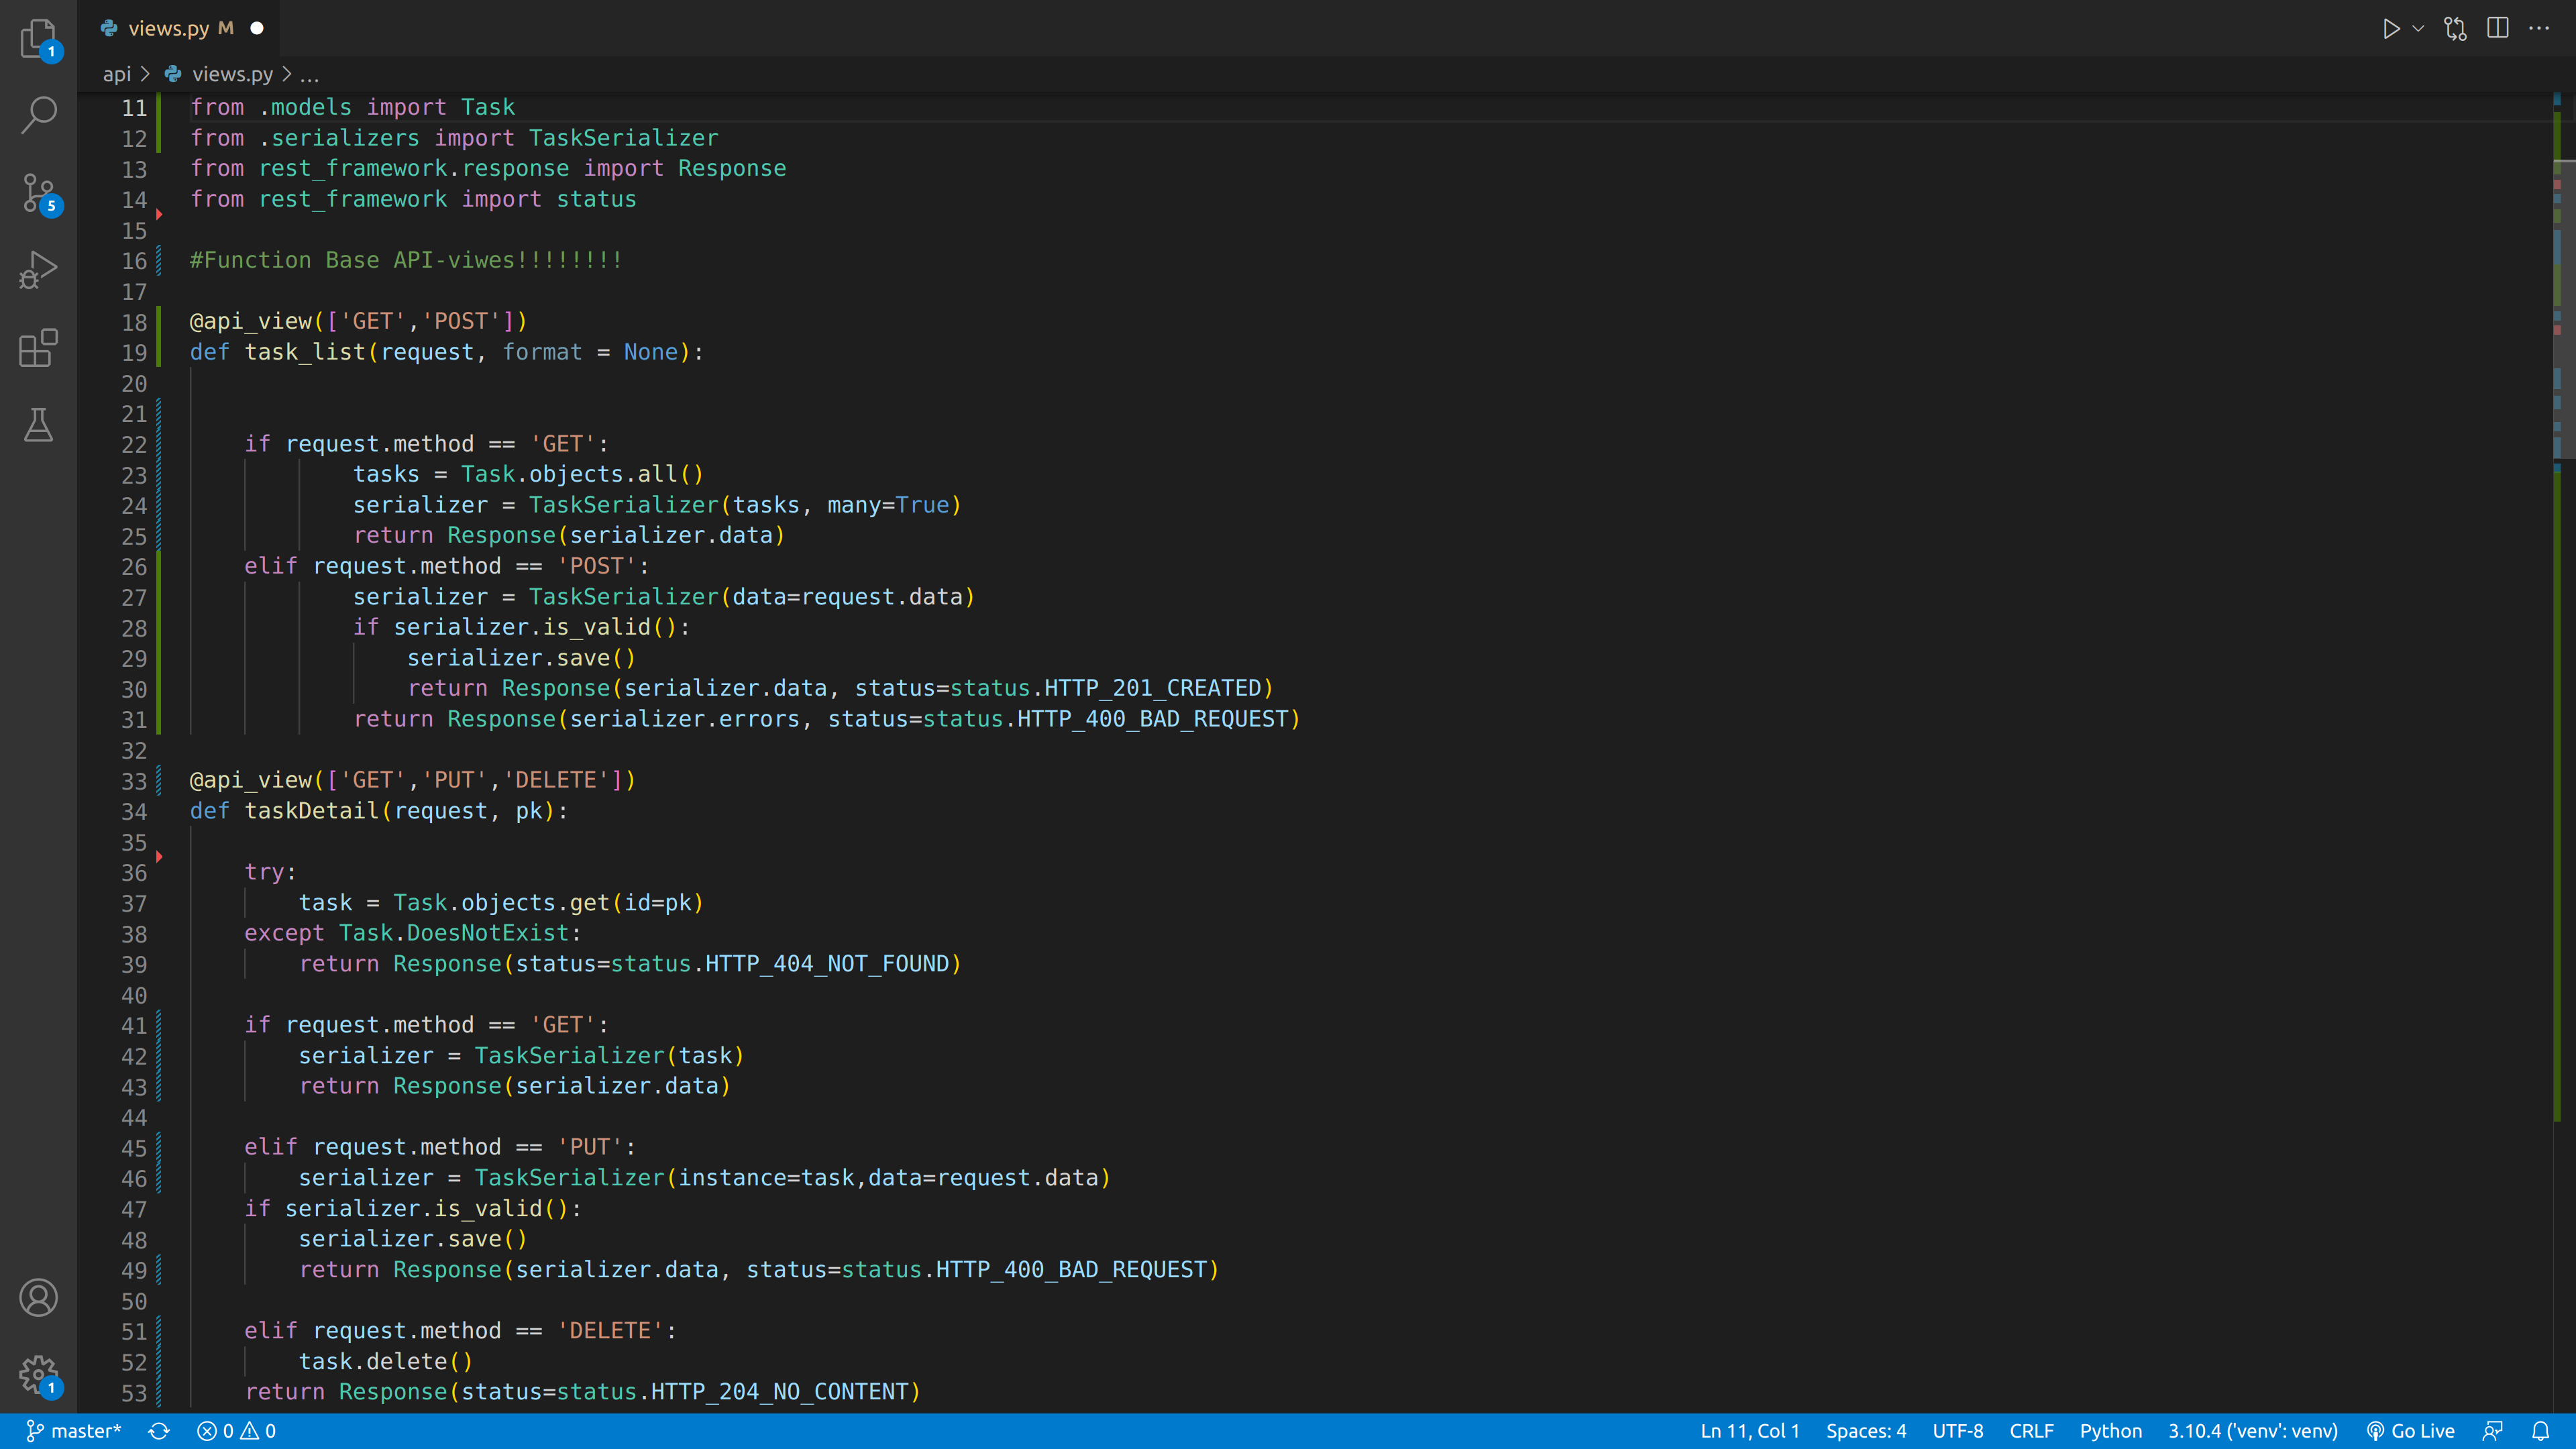 1
views.py M
api > views.py > ...
11 from .models import Task
12 from .serializers import TaskSerializer
13 from rest_framework.response import Response
14 from rest_framework import status
15
5
16 #Function Base API-viwes!!!!!!!!
17
18 @api_view(['GET','POST'])
19 def task_list(request, format = None):
20
21
22     if request.method == 'GET':
23             tasks = Task.objects.all()
24             serializer = TaskSerializer(tasks, many=True)
25             return Response(serializer.data)
26     elif request.method == 'POST':
27             serializer = TaskSerializer(data=request.data)
28             if serializer.is_valid():
29                 serializer.save()
30                 return Response(serializer.data, status=status.HTTP_201_CREATED)
31             return Response(serializer.errors, status=status.HTTP_400_BAD_REQUEST)
32
33 @api_view(['GET','PUT','DELETE'])
34 def taskDetail(request, pk):
35
36     try:
37         task = Task.objects.get(id=pk)
38     except Task.DoesNotExist:
39         return Response(status=status.HTTP_404_NOT_FOUND)
40
41     if request.method == 'GET':
42         serializer = TaskSerializer(task)
43         return Response(serializer.data)
44
45     elif request.method == 'PUT':
46         serializer = TaskSerializer(instance=task,data=request.data)
47     if serializer.is_valid():
48         serializer.save()
49         return Response(serializer.data, status=status.HTTP_400_BAD_REQUEST)
50
51     elif request.method == 'DELETE':
52         task.delete()
53     return Response(status=status.HTTP_204_NO_CONTENT)
1
master* 0 0 Ln 11, Col 1 Spaces: 4 UTF-8 CRLF Python 3.10.4 ('venv': venv) Go Live